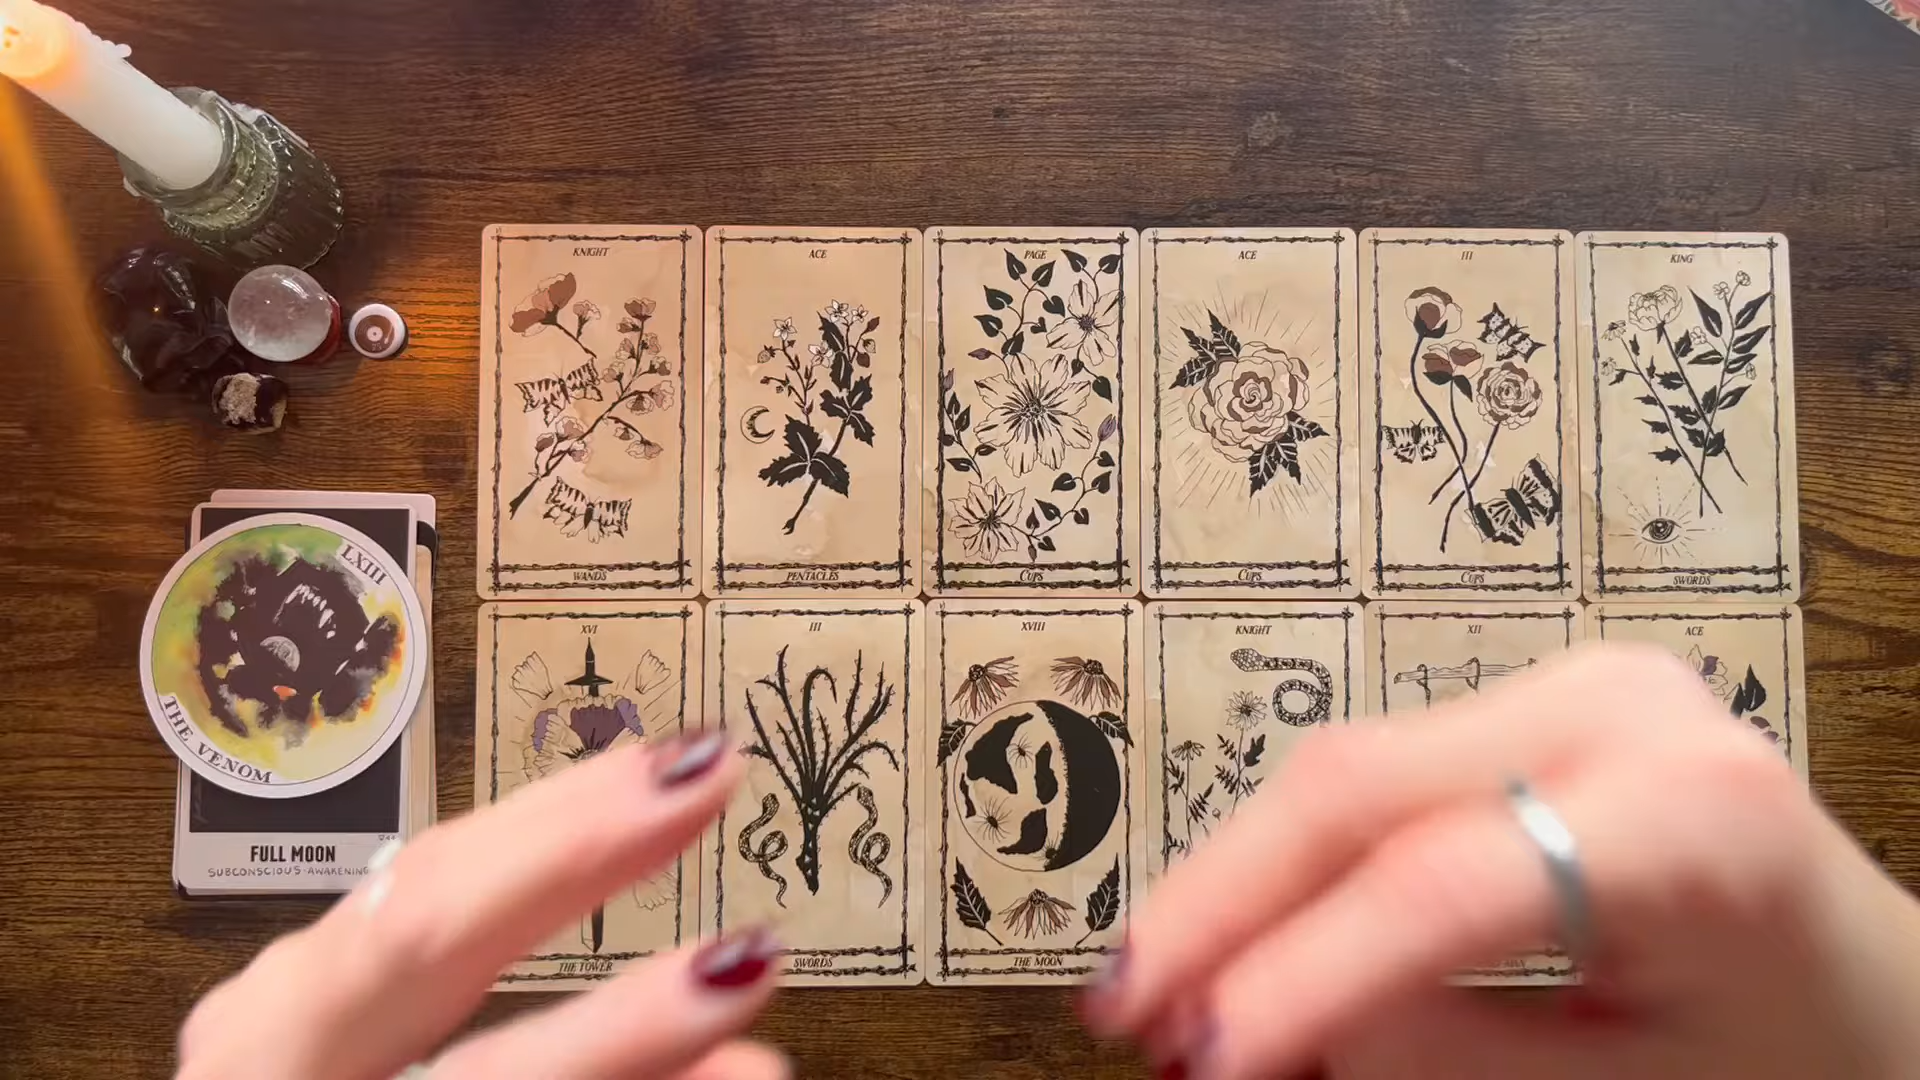 KNIGHT
WANDS
ACE
PENTACLES
PAGE
CUPS
ACE
CUPS
III
CUPS
KING
SWORDS
LXIII
THE VENOM
FULL MOON
SUBCONSCIOUS·AWAKENING
XVI
THE TOWER
III
SWORDS
XVIII
THE MOON
KNIGHT
XII
ACE